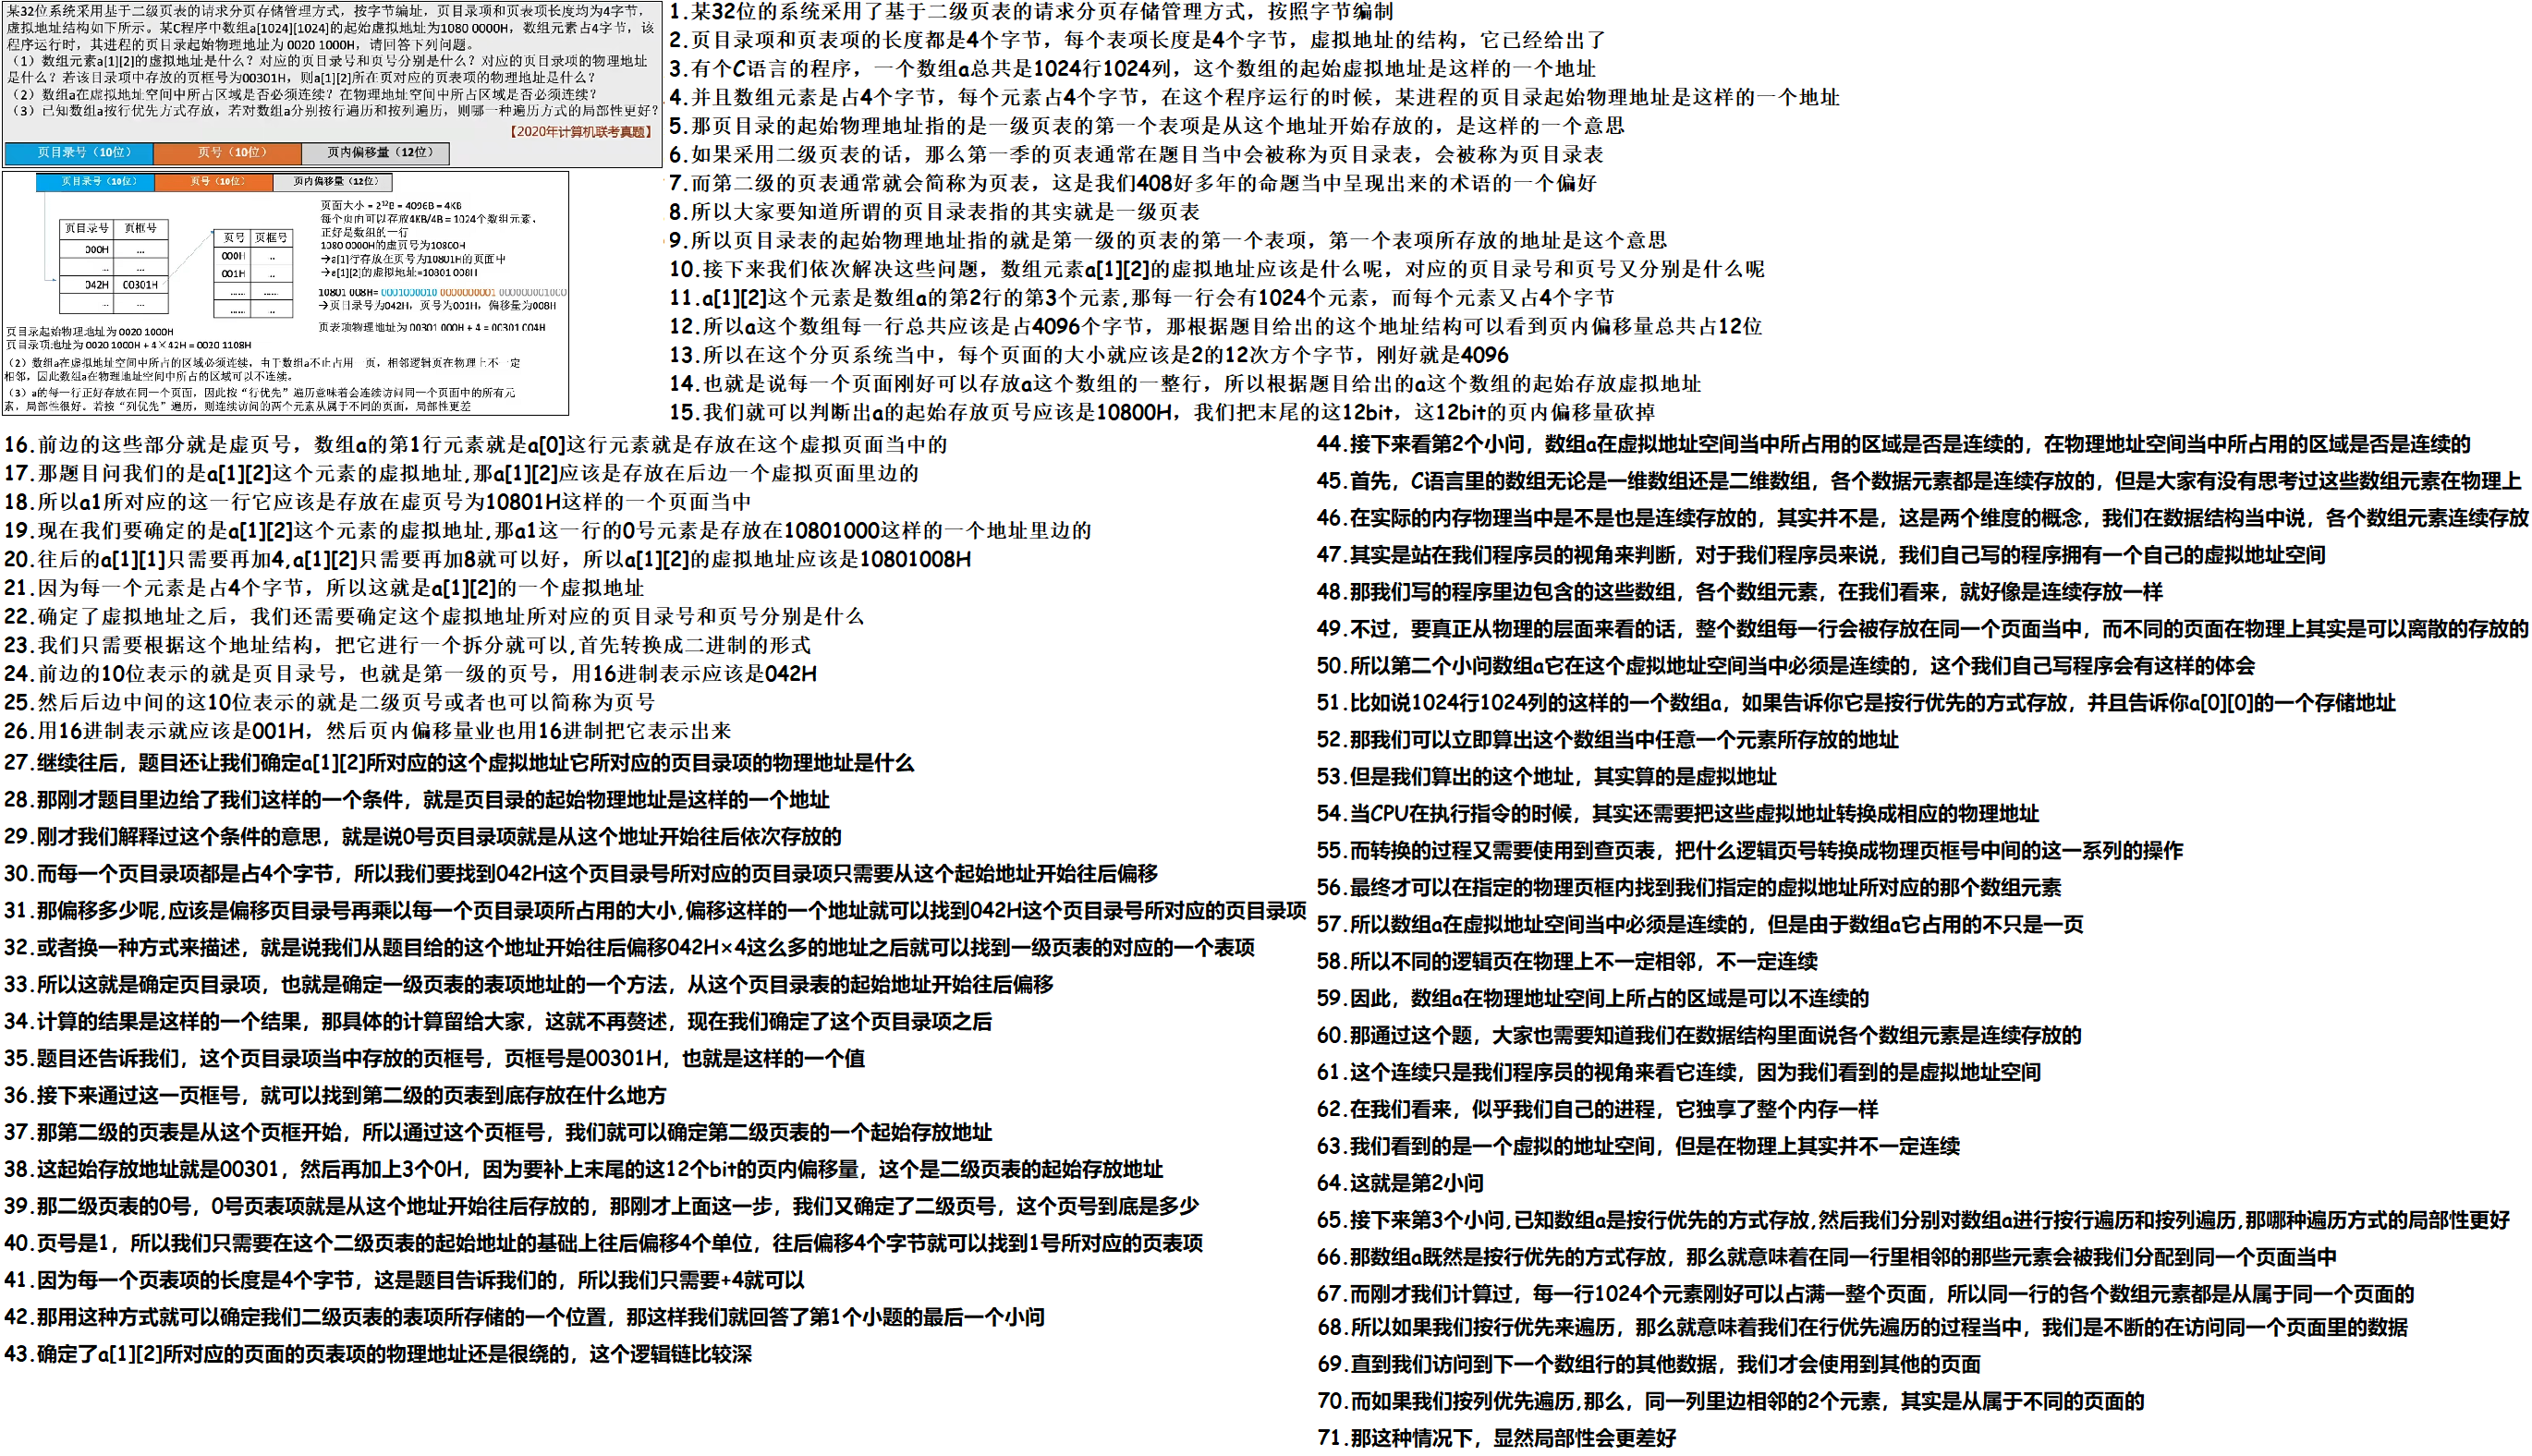 某32位系统采用基于二级页表的请求分页存储管理方式，按字节编址，页目录项和页表项长度均为4字节，
虚拟地址结构如下所示。某C程序中数组a[1024][1024]的起始虚拟地址为1080 0000H，数组元素占4字节，该
程序运行时，其进程的页目录起始物理地址为 0020 1000H，请回答下列问题。
（1）数组元素a[1][2]的虚拟地址是什么？对应的页目录号和页号分别是什么？对应的页目录项的物理地址
是什么？若该目录项中存放的页框号为00301H，则a[1][2]所在页对应的页表项的物理地址是什么？
（2）数组a在虚拟地址空间中所占区域是否必须连续？在物理地址空间中所占区域是否必须连续？
（3）已知数组a按行优先方式存放，若对数组a分别按行遍历和按列遍历，则哪一种遍历方式的局部性更好？
【2020年计算机联考真题】
页目录号（10位） 页号（10位） 页内偏移量（12位）
页目录号（10位） 页号（10位） 页内偏移量（12位）
页目录号 页框号
000H ...
... ...
042H 00301H
... ...
页号 页框号
000H ..
001H ..
...... ......
...... ..
页面大小 = 2¹²B = 4096B = 4KB
每个页面可以存放4KB/4B = 1024个数组元素，
正好是数组的一行
1080 0000H的虚页号为10800H
→a[1]行存放在页号为10801H的页面中
→a[1][2]的虚拟地址=10801 008H
10801 008H= 0001000010 0000000001 000000001000
→页目录号为042H，页号为001H，偏移量为008H
页表项物理地址为 00301 000H + 4 = 00301 004H
页目录起始物理地址为 0020 1000H
页目录项地址为 0020 1000H + 4×42H = 0020 1108H
（2）数组a在虚拟地址空间中所占的区域必须连续，由于数组a不止占用一页，相邻逻辑页在物理上不一定
相邻，因此数组a在物理地址空间中所占的区域可以不连续。
（3）a的每一行正好存放在同一个页面，因此按“行优先”遍历意味着会连续访问同一个页面中的所有元
素，局部性很好。若按“列优先”遍历，则连续访问的两个元素从属于不同的页面，局部性更差
1.某32位的系统采用了基于二级页表的请求分页存储管理方式，按照字节编制
2.页目录项和页表项的长度都是4个字节，每个表项长度是4个字节，虚拟地址的结构，它已经给出了
3.有个C语言的程序，一个数组a总共是1024行1024列，这个数组的起始虚拟地址是这样的一个地址
4.并且数组元素是占4个字节，每个元素占4个字节，在这个程序运行的时候，某进程的页目录起始物理地址是这样的一个地址
5.那页目录的起始物理地址指的是一级页表的第一个表项是从这个地址开始存放的，是这样的一个意思
6.如果采用二级页表的话，那么第一季的页表通常在题目当中会被称为页目录表，会被称为页目录表
7.而第二级的页表通常就会简称为页表，这是我们408好多年的命题当中呈现出来的术语的一个偏好
8.所以大家要知道所谓的页目录表指的其实就是一级页表
9.所以页目录表的起始物理地址指的就是第一级的页表的第一个表项，第一个表项所存放的地址是这个意思
10.接下来我们依次解决这些问题，数组元素a[1][2]的虚拟地址应该是什么呢，对应的页目录号和页号又分别是什么呢
11.a[1][2]这个元素是数组a的第2行的第3个元素,那每一行会有1024个元素，而每个元素又占4个字节
12.所以a这个数组每一行总共应该是占4096个字节，那根据题目给出的这个地址结构可以看到页内偏移量总共占12位
13.所以在这个分页系统当中，每个页面的大小就应该是2的12次方个字节，刚好就是4096
14.也就是说每一个页面刚好可以存放a这个数组的一整行，所以根据题目给出的a这个数组的起始存放虚拟地址
15.我们就可以判断出a的起始存放页号应该是10800H，我们把末尾的这12bit，这12bit的页内偏移量砍掉
16.前边的这些部分就是虚页号，数组a的第1行元素就是a[0]这行元素就是存放在这个虚拟页面当中的
17.那题目问我们的是a[1][2]这个元素的虚拟地址,那a[1][2]应该是存放在后边一个虚拟页面里边的
18.所以a1所对应的这一行它应该是存放在虚页号为10801H这样的一个页面当中
19.现在我们要确定的是a[1][2]这个元素的虚拟地址,那a1这一行的0号元素是存放在10801000这样的一个地址里边的
20.往后的a[1][1]只需要再加4,a[1][2]只需要再加8就可以好，所以a[1][2]的虚拟地址应该是10801008H
21.因为每一个元素是占4个字节，所以这就是a[1][2]的一个虚拟地址
22.确定了虚拟地址之后，我们还需要确定这个虚拟地址所对应的页目录号和页号分别是什么
23.我们只需要根据这个地址结构，把它进行一个拆分就可以,首先转换成二进制的形式
24.前边的10位表示的就是页目录号，也就是第一级的页号，用16进制表示应该是042H
25.然后后边中间的这10位表示的就是二级页号或者也可以简称为页号
26.用16进制表示就应该是001H，然后页内偏移量业也用16进制把它表示出来
27.继续往后，题目还让我们确定a[1][2]所对应的这个虚拟地址它所对应的页目录项的物理地址是什么
28.那刚才题目里边给了我们这样的一个条件，就是页目录的起始物理地址是这样的一个地址
29.刚才我们解释过这个条件的意思，就是说0号页目录项就是从这个地址开始往后依次存放的
30.而每一个页目录项都是占4个字节，所以我们要找到042H这个页目录号所对应的页目录项只需要从这个起始地址开始往后偏移
31.那偏移多少呢,应该是偏移页目录号再乘以每一个页目录项所占用的大小,偏移这样的一个地址就可以找到042H这个页目录号所对应的页目录项
32.或者换一种方式来描述，就是说我们从题目给的这个地址开始往后偏移042H×4这么多的地址之后就可以找到一级页表的对应的一个表项
33.所以这就是确定页目录项，也就是确定一级页表的表项地址的一个方法，从这个页目录表的起始地址开始往后偏移
34.计算的结果是这样的一个结果，那具体的计算留给大家，这就不再赘述，现在我们确定了这个页目录项之后
35.题目还告诉我们，这个页目录项当中存放的页框号，页框号是00301H，也就是这样的一个值
36.接下来通过这一页框号，就可以找到第二级的页表到底存放在什么地方
37.那第二级的页表是从这个页框开始，所以通过这个页框号，我们就可以确定第二级页表的一个起始存放地址
38.这起始存放地址就是00301，然后再加上3个0H，因为要补上末尾的这12个bit的页内偏移量，这个是二级页表的起始存放地址
39.那二级页表的0号，0号页表项就是从这个地址开始往后存放的，那刚才上面这一步，我们又确定了二级页号，这个页号到底是多少
40.页号是1，所以我们只需要在这个二级页表的起始地址的基础上往后偏移4个单位，往后偏移4个字节就可以找到1号所对应的页表项
41.因为每一个页表项的长度是4个字节，这是题目告诉我们的，所以我们只需要+4就可以
42.那用这种方式就可以确定我们二级页表的表项所存储的一个位置，那这样我们就回答了第1个小题的最后一个小问
43.确定了a[1][2]所对应的页面的页表项的物理地址还是很绕的，这个逻辑链比较深
44.接下来看第2个小问，数组a在虚拟地址空间当中所占用的区域是否是连续的，在物理地址空间当中所占用的区域是否是连续的
45.首先，C语言里的数组无论是一维数组还是二维数组，各个数据元素都是连续存放的，但是大家有没有思考过这些数组元素在物理上
46.在实际的内存物理当中是不是也是连续存放的，其实并不是，这是两个维度的概念，我们在数据结构当中说，各个数组元素连续存放
47.其实是站在我们程序员的视角来判断，对于我们程序员来说，我们自己写的程序拥有一个自己的虚拟地址空间
48.那我们写的程序里边包含的这些数组，各个数组元素，在我们看来，就好像是连续存放一样
49.不过，要真正从物理的层面来看的话，整个数组每一行会被存放在同一个页面当中，而不同的页面在物理上其实是可以离散的存放的
50.所以第二个小问数组a它在这个虚拟地址空间当中必须是连续的，这个我们自己写程序会有这样的体会
51.比如说1024行1024列的这样的一个数组a，如果告诉你它是按行优先的方式存放，并且告诉你a[0][0]的一个存储地址
52.那我们可以立即算出这个数组当中任意一个元素所存放的地址
53.但是我们算出的这个地址，其实算的是虚拟地址
54.当CPU在执行指令的时候，其实还需要把这些虚拟地址转换成相应的物理地址
55.而转换的过程又需要使用到查页表，把什么逻辑页号转换成物理页框号中间的这一系列的操作
56.最终才可以在指定的物理页框内找到我们指定的虚拟地址所对应的那个数组元素
57.所以数组a在虚拟地址空间当中必须是连续的，但是由于数组a它占用的不只是一页
58.所以不同的逻辑页在物理上不一定相邻，不一定连续
59.因此，数组a在物理地址空间上所占的区域是可以不连续的
60.那通过这个题，大家也需要知道我们在数据结构里面说各个数组元素是连续存放的
61.这个连续只是我们程序员的视角来看它连续，因为我们看到的是虚拟地址空间
62.在我们看来，似乎我们自己的进程，它独享了整个内存一样
63.我们看到的是一个虚拟的地址空间，但是在物理上其实并不一定连续
64.这就是第2小问
65.接下来第3个小问,已知数组a是按行优先的方式存放,然后我们分别对数组a进行按行遍历和按列遍历,那哪种遍历方式的局部性更好
66.那数组a既然是按行优先的方式存放，那么就意味着在同一行里相邻的那些元素会被我们分配到同一个页面当中
67.而刚才我们计算过，每一行1024个元素刚好可以占满一整个页面，所以同一行的各个数组元素都是从属于同一个页面的
68.所以如果我们按行优先来遍历，那么就意味着我们在行优先遍历的过程当中，我们是不断的在访问同一个页面里的数据
69.直到我们访问到下一个数组行的其他数据，我们才会使用到其他的页面
70.而如果我们按列优先遍历,那么，同一列里边相邻的2个元素，其实是从属于不同的页面的
71.那这种情况下，显然局部性会更差好